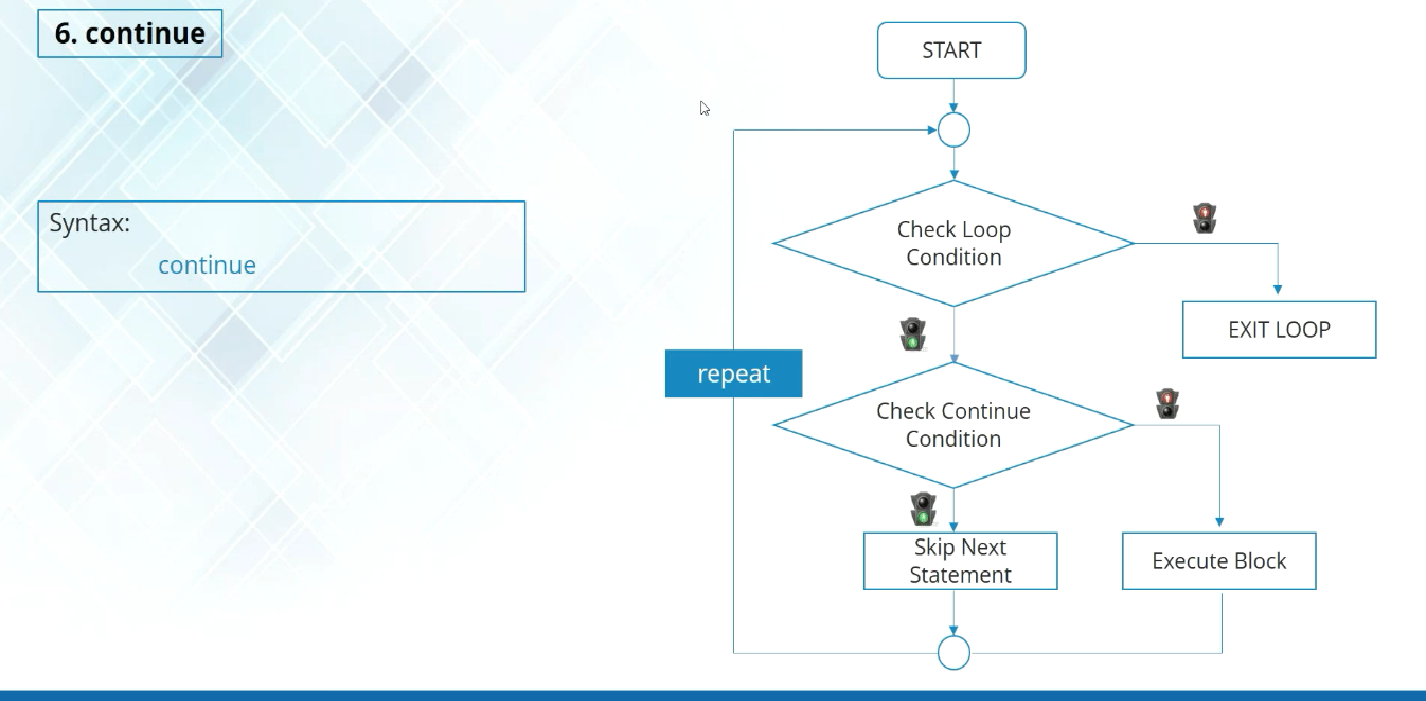 6. continue
Syntax:
continue
START
Check Loop
Condition
EXIT LOOP
repeat
Check Continue
Condition
Skip Next
Statement
Execute Block